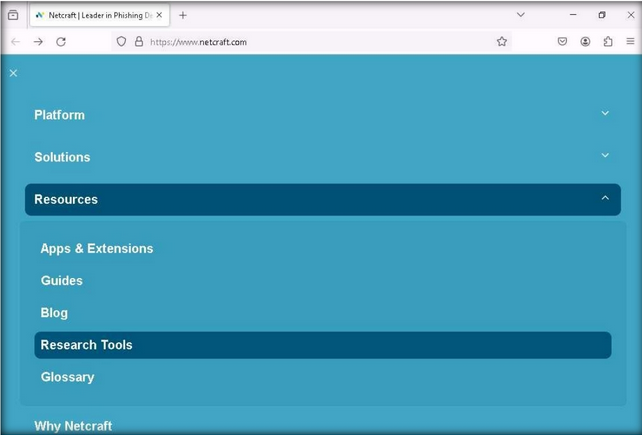 Netcraft | Leader in Phishing De
https://www.netcraft.com
Platform
Solutions
Resources
Apps & Extensions
Guides
Blog
Research Tools
Glossary
Why Netcraft